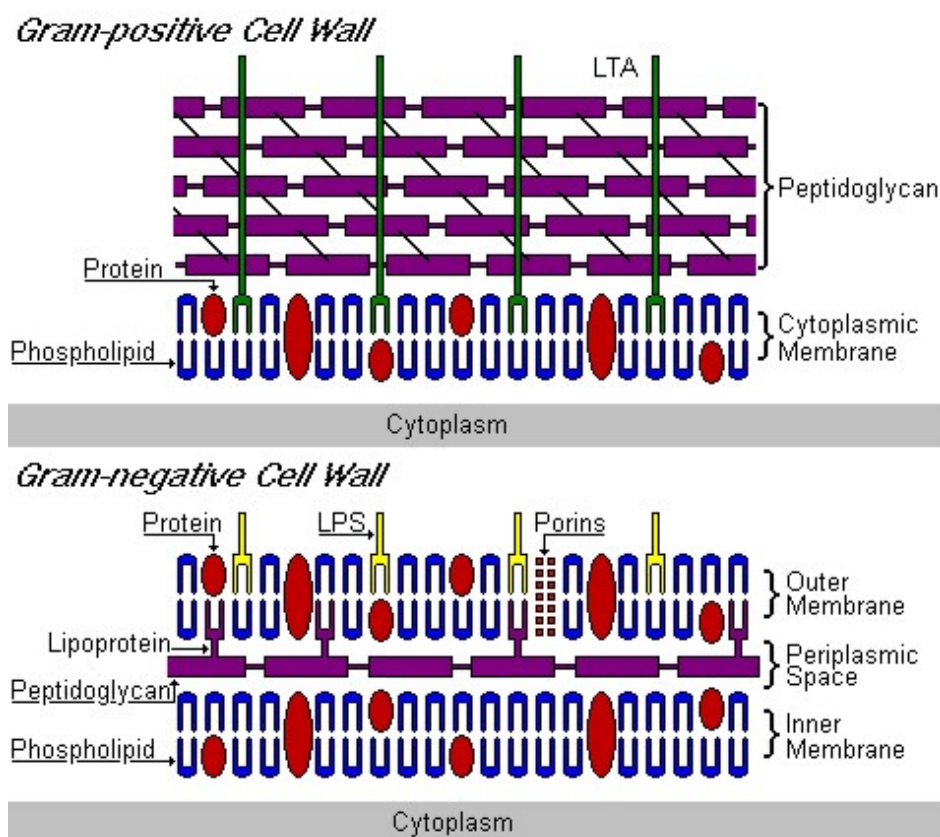 Gram-positive Cell Wall
LTA
Peptidoglycan
Protein
Phospholipid
Cytoplasmic
Membrane
Cytoplasm
Gram-negative Cell Wall
Protein
LPS
Porins
Outer
Membrane
Lipoprotein
Periplasmic
Space
Peptidoglycan
Phospholipid
Inner
Membrane
Cytoplasm